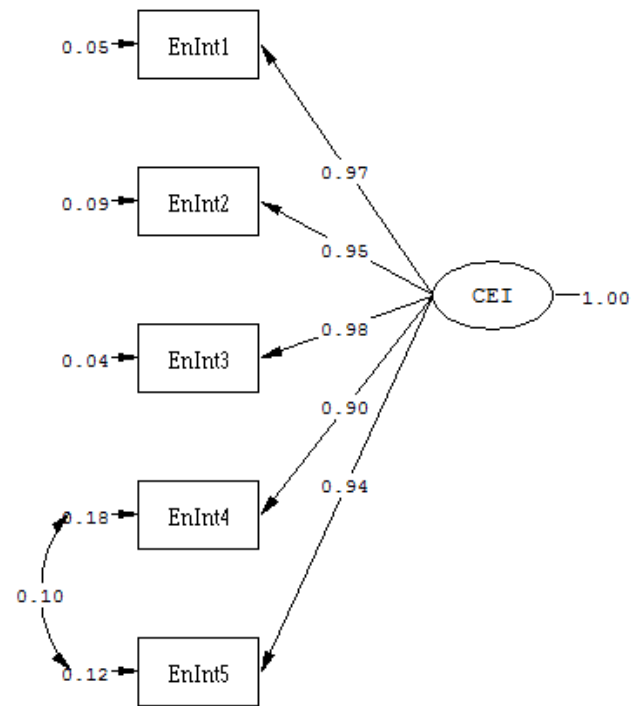 0.05 EnInt1
0.97
0.09 EnInt2
0.95
CEI 1.00
0.98
0.04 EnInt3
0.90
0.94
0.18 EnInt4
0.10
0.12 EnInt5